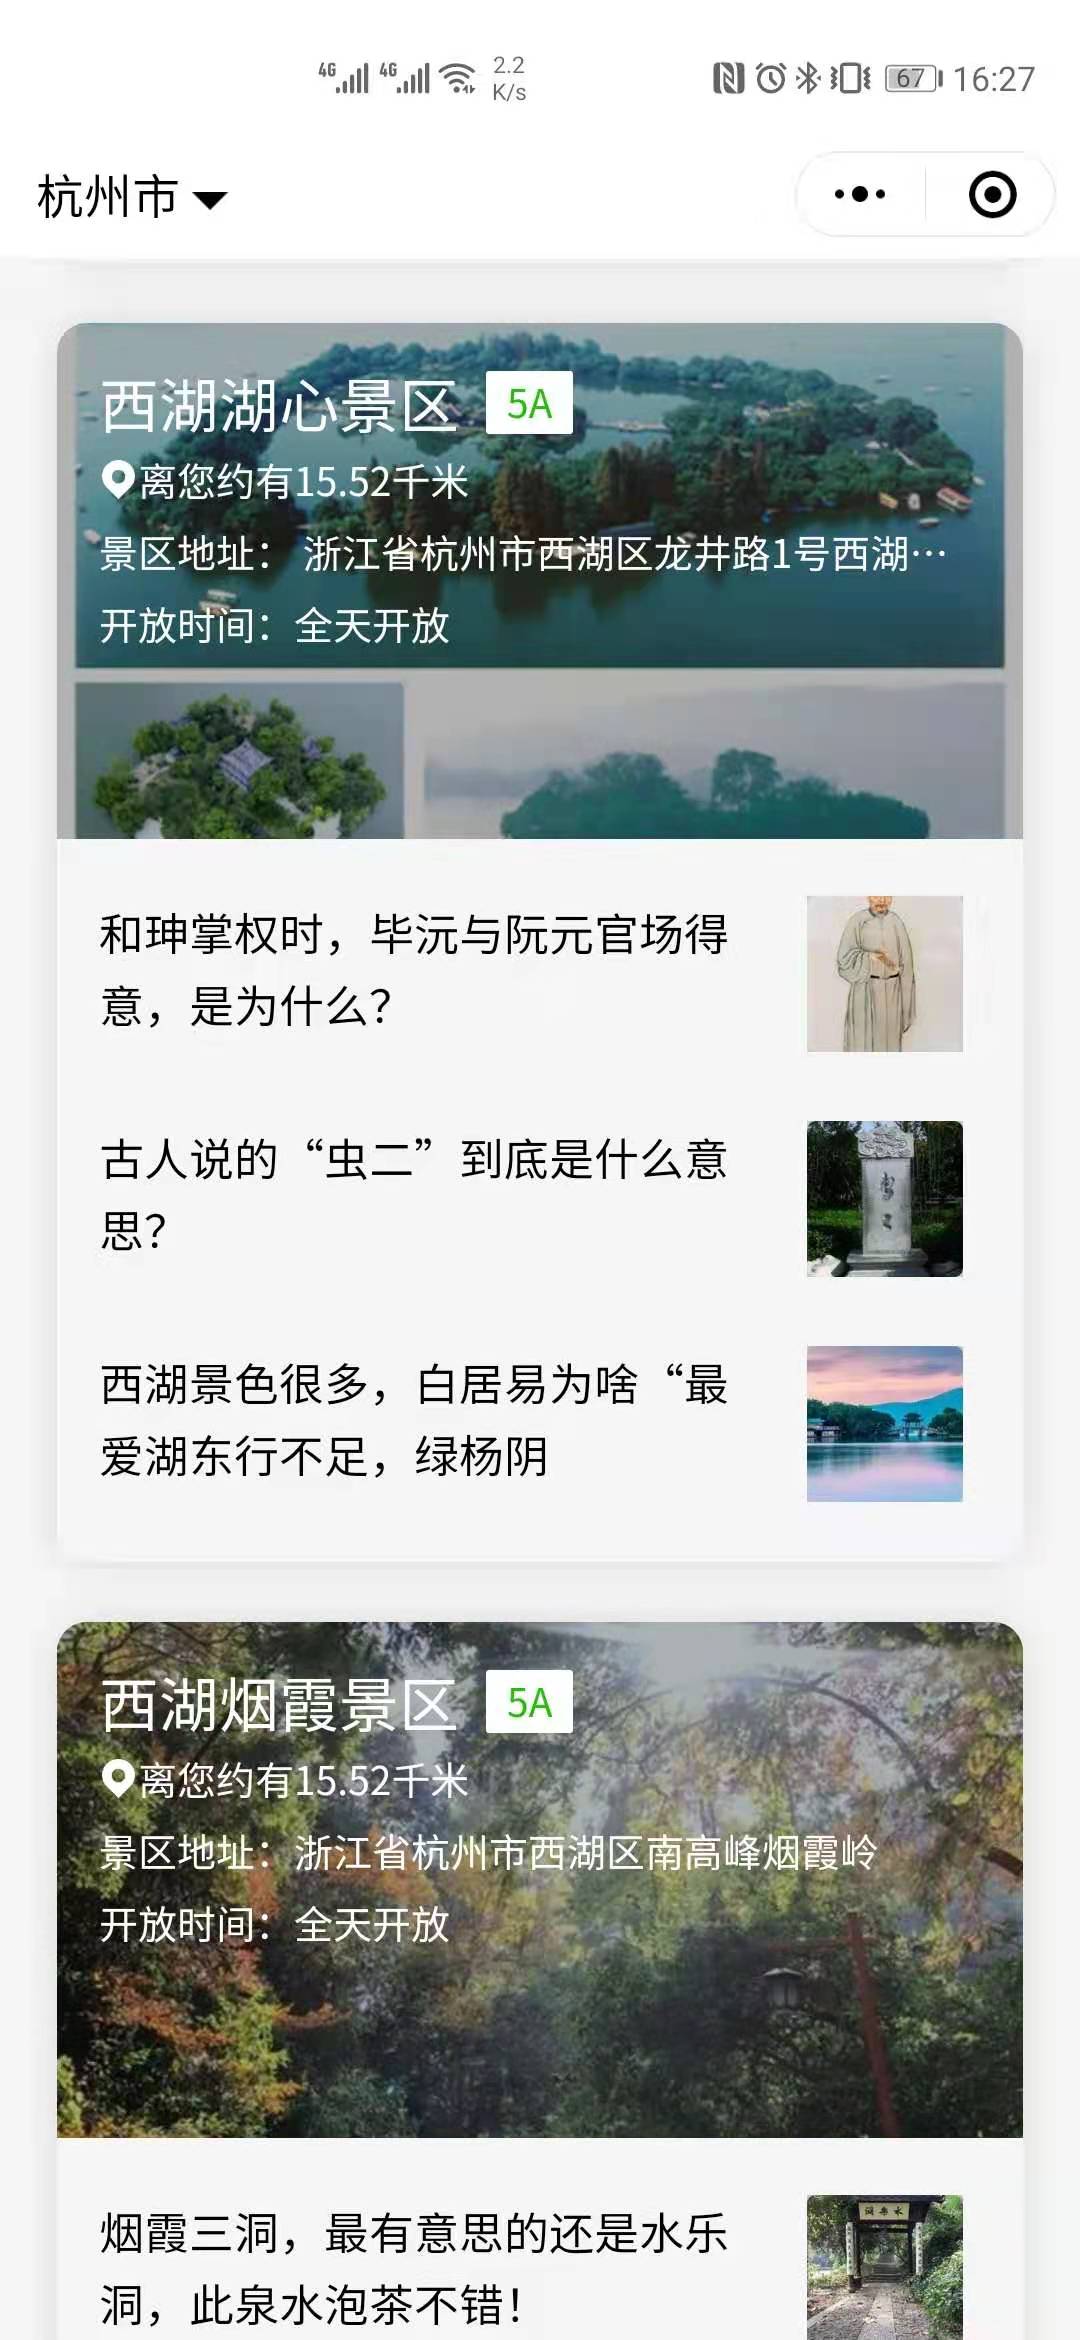 4G 4G 2.2 K/s 67 16:27
杭州市
西湖湖心景区 5A
离您约有15.52千米
景区地址： 浙江省杭州市西湖区龙井路1号西湖…
开放时间：全天开放
和珅掌权时，毕沅与阮元官场得
意，是为什么？
古人说的“虫二”到底是什么意
思？
虫二
西湖景色很多，白居易为啥“最
爱湖东行不足，绿杨阴
西湖烟霞景区 5A
离您约有15.52千米
景区地址：浙江省杭州市西湖区南高峰烟霞岭
开放时间：全天开放
烟霞三洞，最有意思的还是水乐
洞，此泉水泡茶不错！
洞乐水